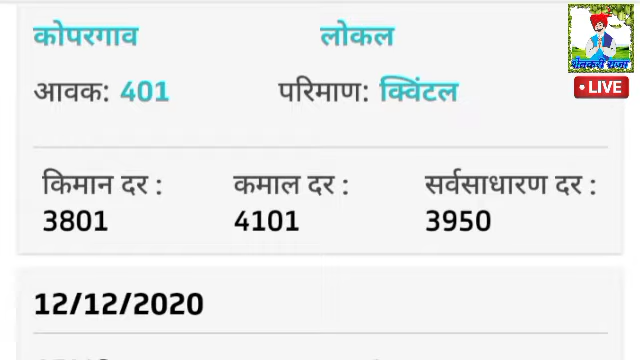 कोपरगाव लोकल
शेतकरी राजा
LIVE
आवक: 401 परिमाण: क्विंटल
किमान दर : कमाल दर : सर्वसाधारण दर :
3801 4101 3950
12/12/2020